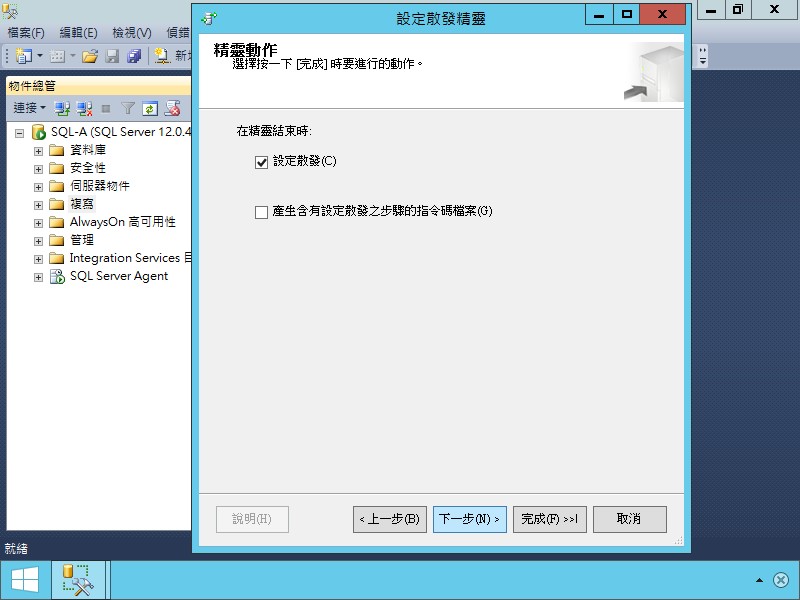 設定散發精靈
檔案(F) 編輯(E) 檢視(V) 偵錯
新
物件總管
連接
SQL-A (SQL Server 12.0.4
資料庫
安全性
伺服器物件
複寫
AlwaysOn 高可用性
管理
Integration Services 目
SQL Server Agent
精靈動作
選擇按一下 [完成] 時要進行的動作。
在精靈結束時:
設定散發(C)
產生含有設定散發之步驟的指令碼檔案(G)
說明(H)
< 上一步(B)
下一步(N) >
完成(F) >>|
取消
就緒